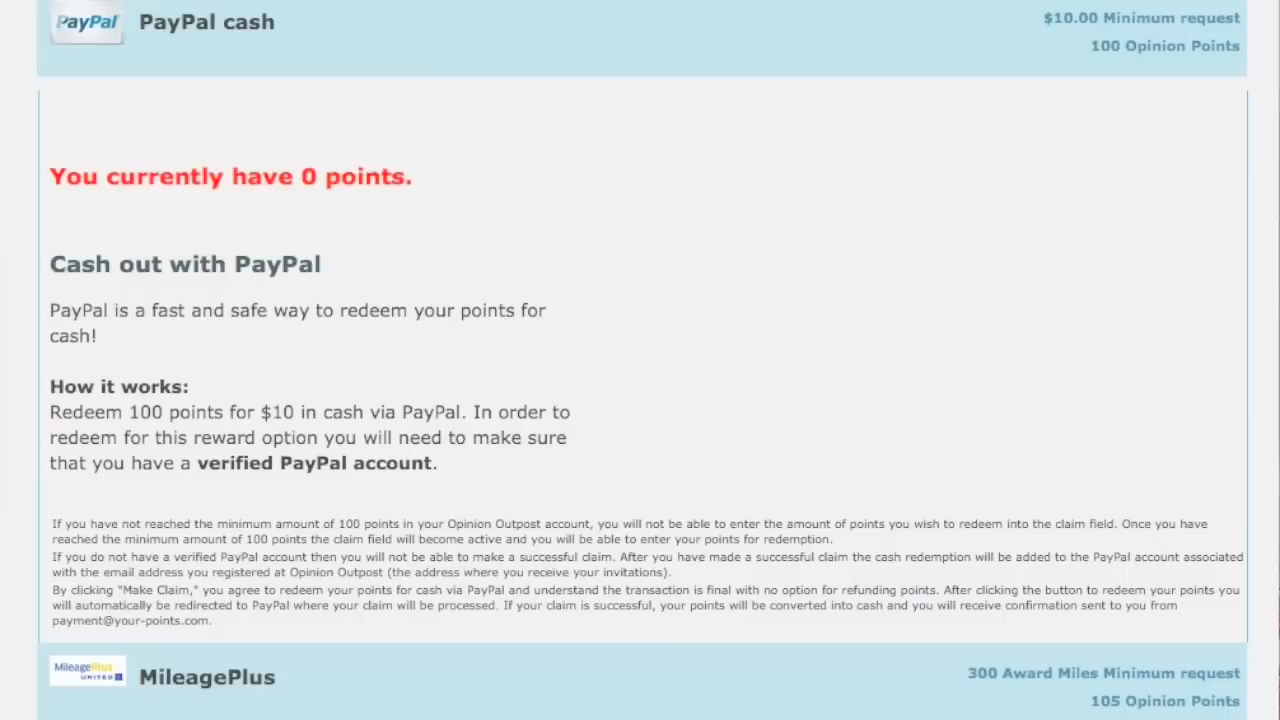 PayPal
PayPal cash
$10.00 Minimum request
100 Opinion Points
You currently have 0 points.
Cash out with PayPal
PayPal is a fast and safe way to redeem your points for
cash!
How it works:
Redeem 100 points for $10 in cash via PayPal. In order to
redeem for this reward option you will need to make sure
that you have a verified PayPal account.
If you have not reached the minimum amount of 100 points in your Opinion Outpost account, you will not be able to enter the amount of points you wish to redeem into the claim field. Once you have
reached the minimum amount of 100 points the claim field will become active and you will be able to enter your points for redemption.
If you do not have a verified PayPal account then you will not be able to make a successful claim. After you have made a successful claim the cash redemption will be added to the PayPal account associated
with the email address you registered at Opinion Outpost (the address where you receive your invitations).
By clicking "Make Claim," you agree to redeem your points for cash via PayPal and understand the transaction is final with no option for refunding points. After clicking the button to redeem your points you
will automatically be redirected to PayPal where your claim will be processed. If your claim is successful, your points will be converted into cash and you will receive confirmation sent to you from
payment@your-points.com.
MileagePlus
UNITED
MileagePlus
300 Award Miles Minimum request
105 Opinion Points